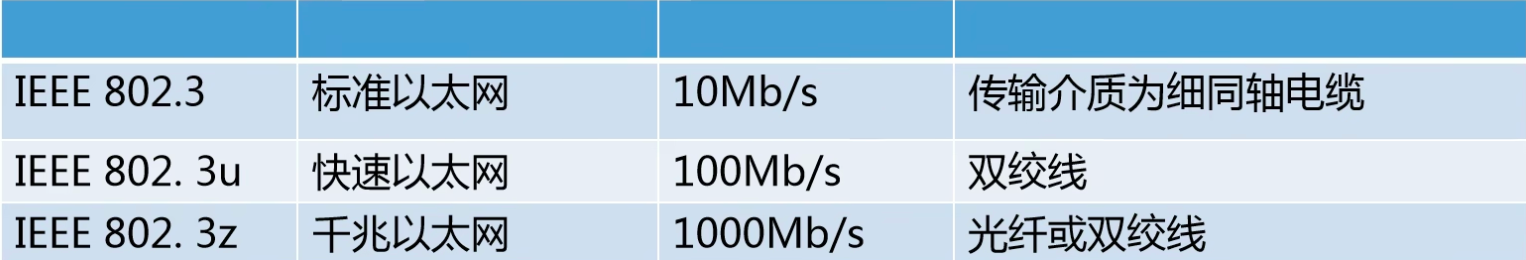 IEEE 802.3 标准以太网 10Mb/s 传输介质为细同轴电缆
IEEE 802. 3u 快速以太网 100Mb/s 双绞线
IEEE 802. 3z 千兆以太网 1000Mb/s 光纤或双绞线